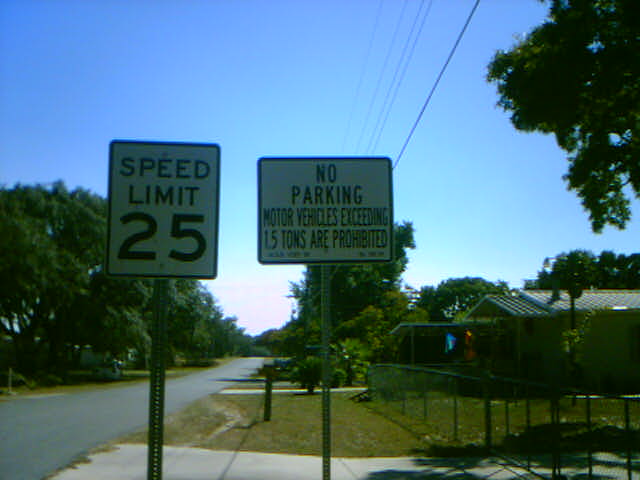 SPEED
LIMIT
25
NO
PARKING
MOTOR VEHICLES EXCEEDING
1.5 TONS ARE PROHIBITED